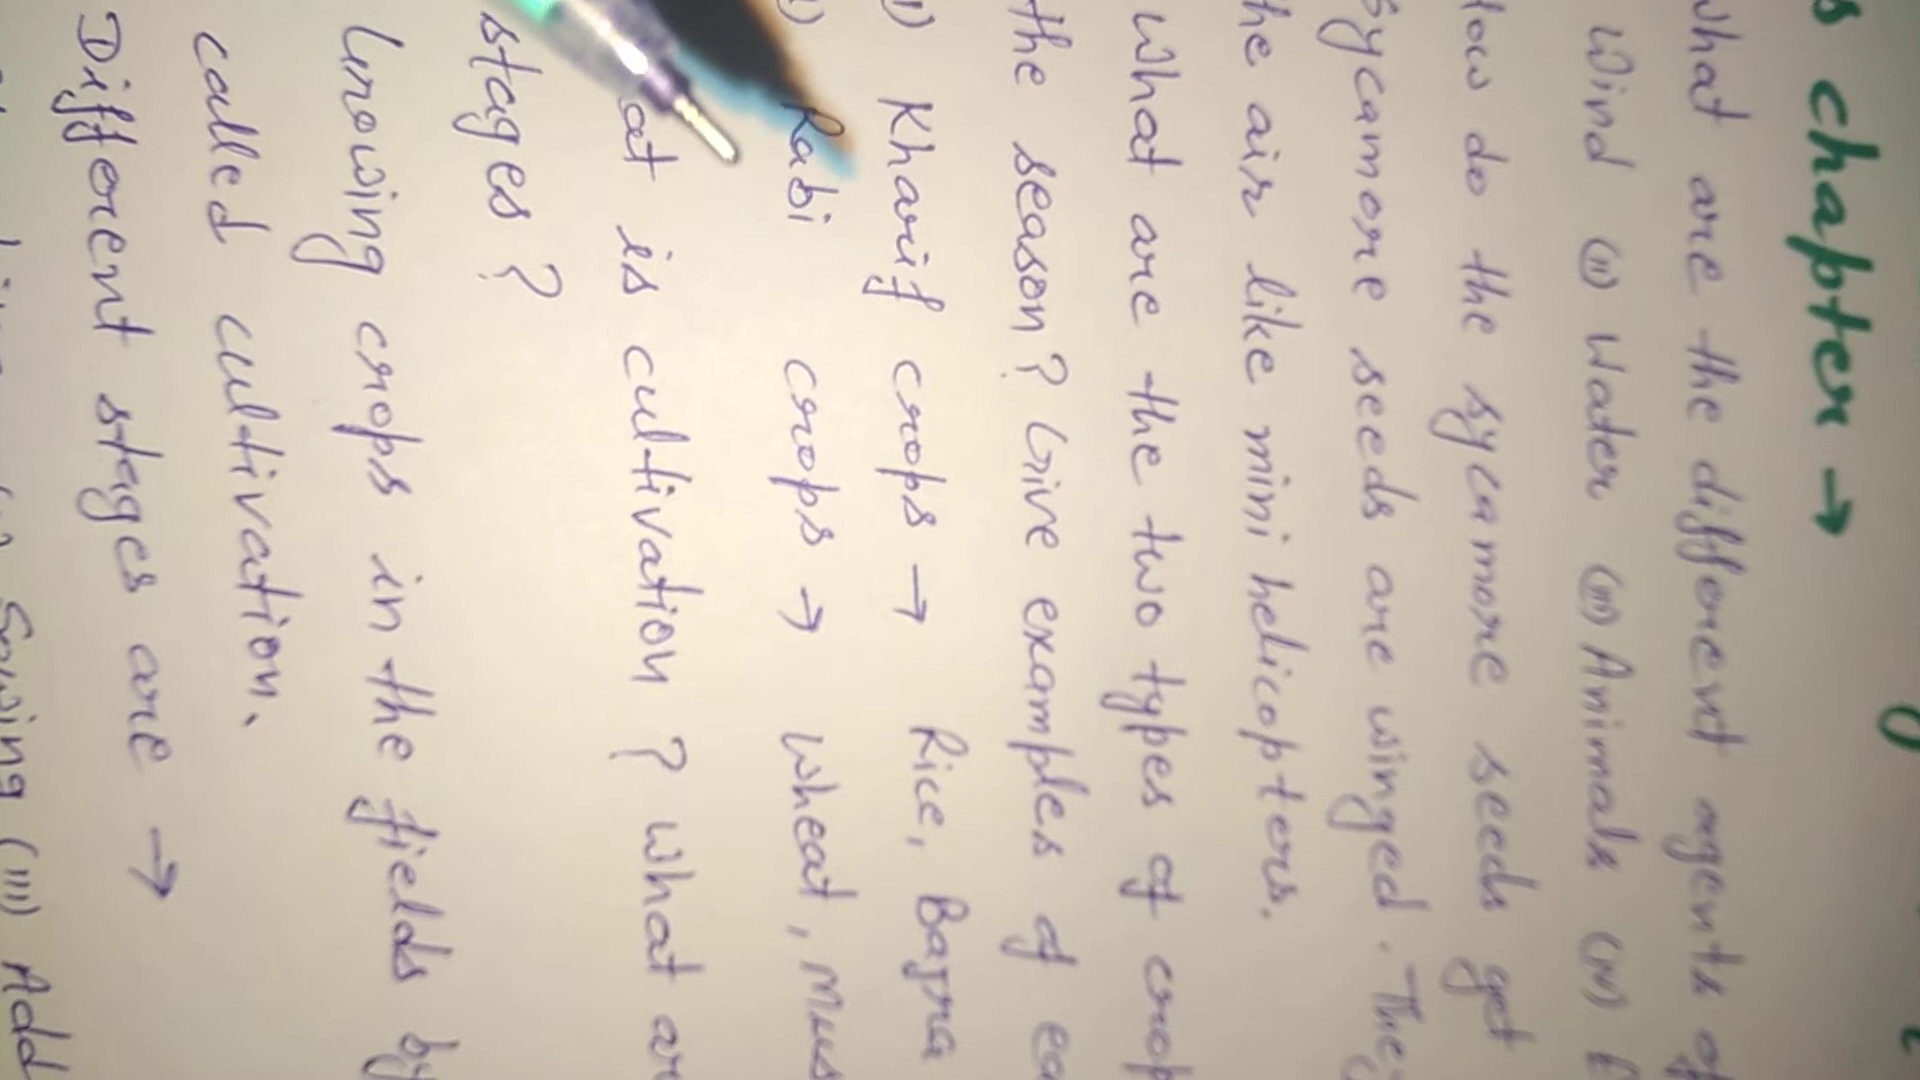 s chapter →
What are the different agents of
Wind (ii) Water (iii) Animals (iv)
How do the sycamore seeds get
Sycamore seeds are winged. They
the air like mini helicopters.
What are the two types of crop
the season? Give examples of ea
i) Kharif crops → Rice, Bajra
i) Rabi crops → Wheat, Mus
at is cultivation? What ar
stages?
Growing crops in the fields by
called cultivation.
Different stages are →
Sowing (iii) Add